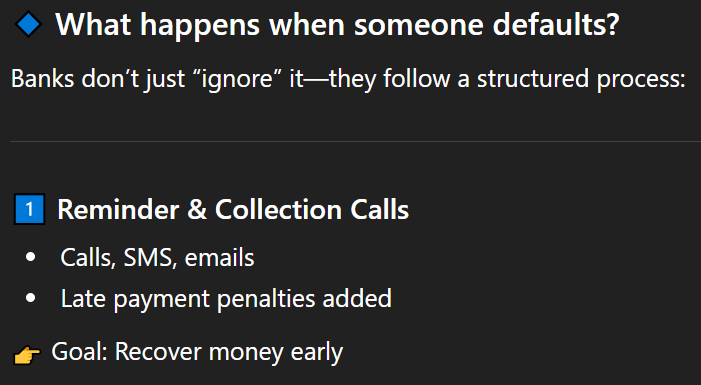 🔷 What happens when someone defaults?
Banks don’t just “ignore” it—they follow a structured process:
1️⃣ Reminder & Collection Calls
• Calls, SMS, emails
• Late payment penalties added
👉 Goal: Recover money early